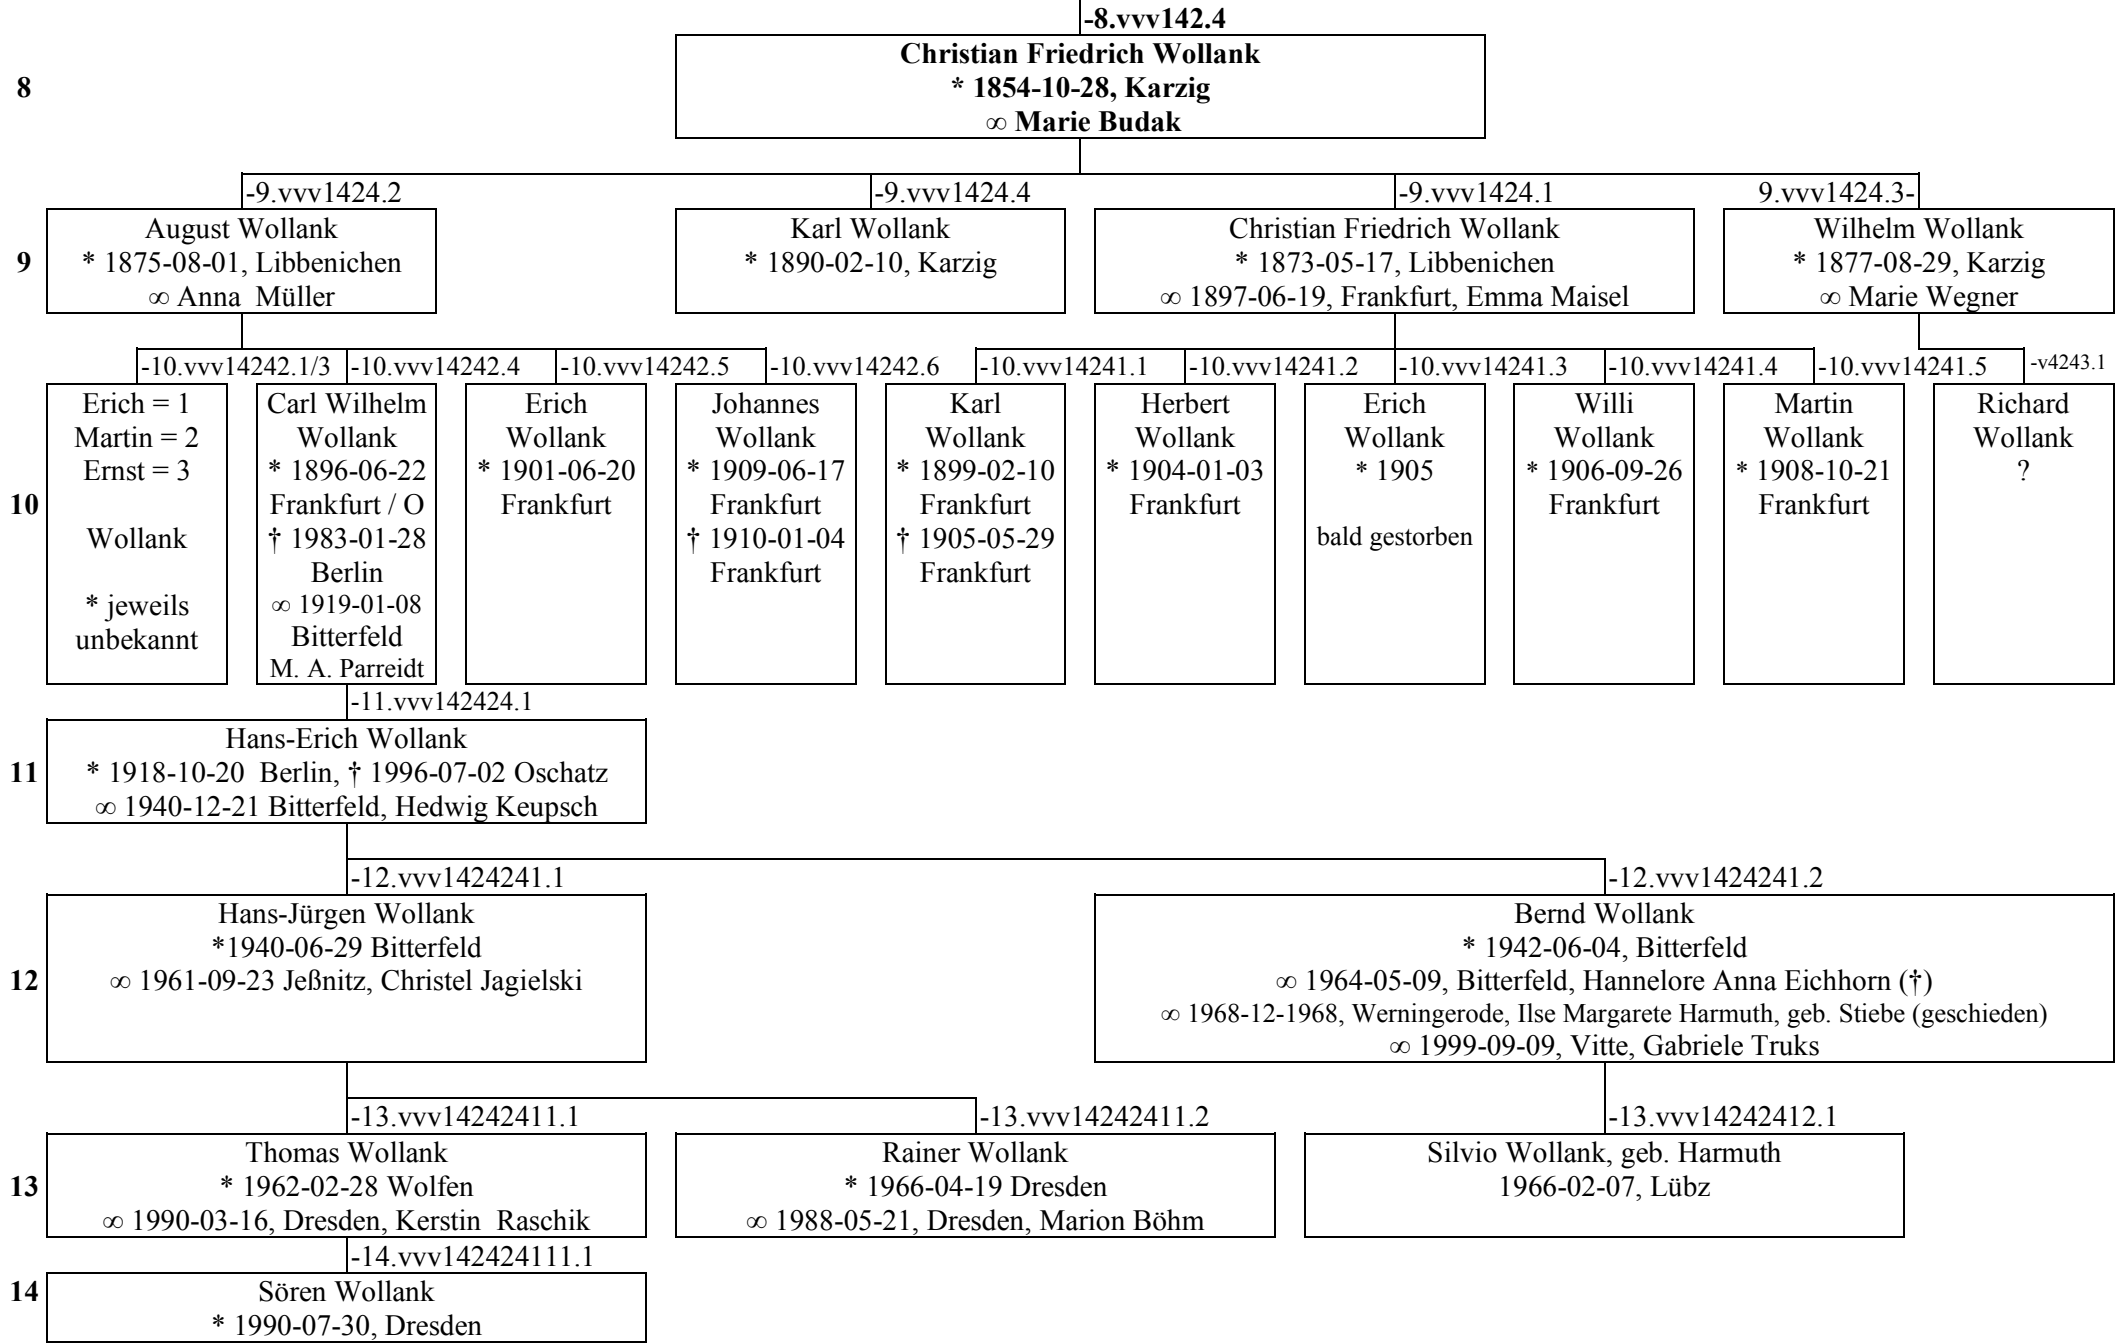 -8.vvv142.4
8
Christian Friedrich Wollank
* 1854-10-28, Karzig
∞ Marie Budak
-9.vvv1424.2
-9.vvv1424.4
-9.vvv1424.1
9.vvv1424.3-
9
August Wollank
* 1875-08-01, Libbenichen
∞ Anna  Müller
Karl Wollank
* 1890-02-10, Karzig
Christian Friedrich Wollank
* 1873-05-17, Libbenichen
∞ 1897-06-19, Frankfurt, Emma Maisel
Wilhelm Wollank
* 1877-08-29, Karzig
∞ Marie Wegner
-10.vvv14242.1/3
-10.vvv14242.4
-10.vvv14242.5
-10.vvv14242.6
-10.vvv14241.1
-10.vvv14241.2
-10.vvv14241.3
-10.vvv14241.4
-10.vvv14241.5
-v4243.1
10
Erich = 1
Martin = 2
Ernst = 3
Wollank
* jeweils
unbekannt
Carl Wilhelm
Wollank
* 1896-06-22
Frankfurt / O
† 1983-01-28
Berlin
∞ 1919-01-08
Bitterfeld
M. A. Parreidt
Erich
Wollank
* 1901-06-20
Frankfurt
Johannes
Wollank
* 1909-06-17
Frankfurt
† 1910-01-04
Frankfurt
Karl
Wollank
* 1899-02-10
Frankfurt
† 1905-05-29
Frankfurt
Herbert
Wollank
* 1904-01-03
Frankfurt
Erich
Wollank
* 1905
bald gestorben
Willi
Wollank
* 1906-09-26
Frankfurt
Martin
Wollank
* 1908-10-21
Frankfurt
Richard
Wollank
?
-11.vvv142424.1
11
Hans-Erich Wollank
* 1918-10-20  Berlin, † 1996-07-02 Oschatz
∞ 1940-12-21 Bitterfeld, Hedwig Keupsch
-12.vvv1424241.1
-12.vvv1424241.2
12
Hans-Jürgen Wollank
*1940-06-29 Bitterfeld
∞ 1961-09-23 Jeßnitz, Christel Jagielski
Bernd Wollank
* 1942-06-04, Bitterfeld
∞ 1964-05-09, Bitterfeld, Hannelore Anna Eichhorn (†)
∞ 1968-12-1968, Werningerode, Ilse Margarete Harmuth, geb. Stiebe (geschieden)
∞ 1999-09-09, Vitte, Gabriele Truks
-13.vvv14242411.1
-13.vvv14242411.2
-13.vvv14242412.1
13
Thomas Wollank
* 1962-02-28 Wolfen
∞ 1990-03-16, Dresden, Kerstin  Raschik
Rainer Wollank
* 1966-04-19 Dresden
∞ 1988-05-21, Dresden, Marion Böhm
Silvio Wollank, geb. Harmuth
1966-02-07, Lübz
-14.vvv142424111.1
14
Sören Wollank
* 1990-07-30, Dresden